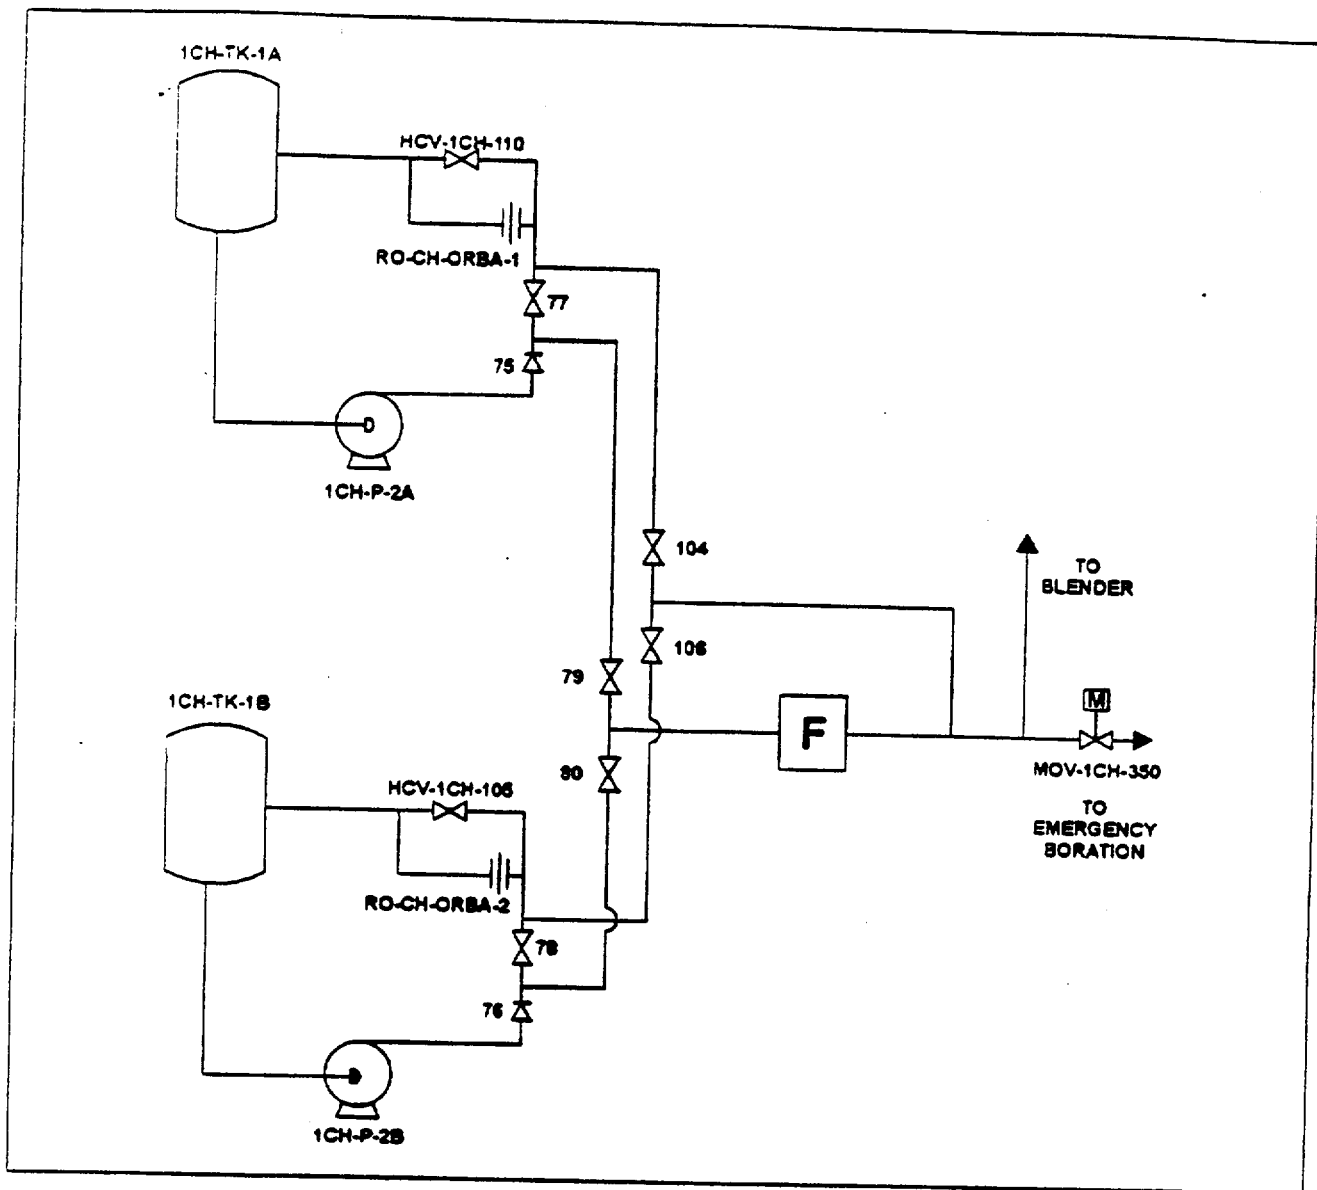 1CH-TK-1A
HCV-1CH-110
RO-CH-ORBA-1
77
75
1CH-P-2A
104
TO
BLENDER
106
79
1CH-TK-1B
M
F
80
MOV-1CH-350
HCV-1CH-105
TO
EMERGENCY
BORATION
RO-CH-ORBA-2
78
76
1CH-P-2B